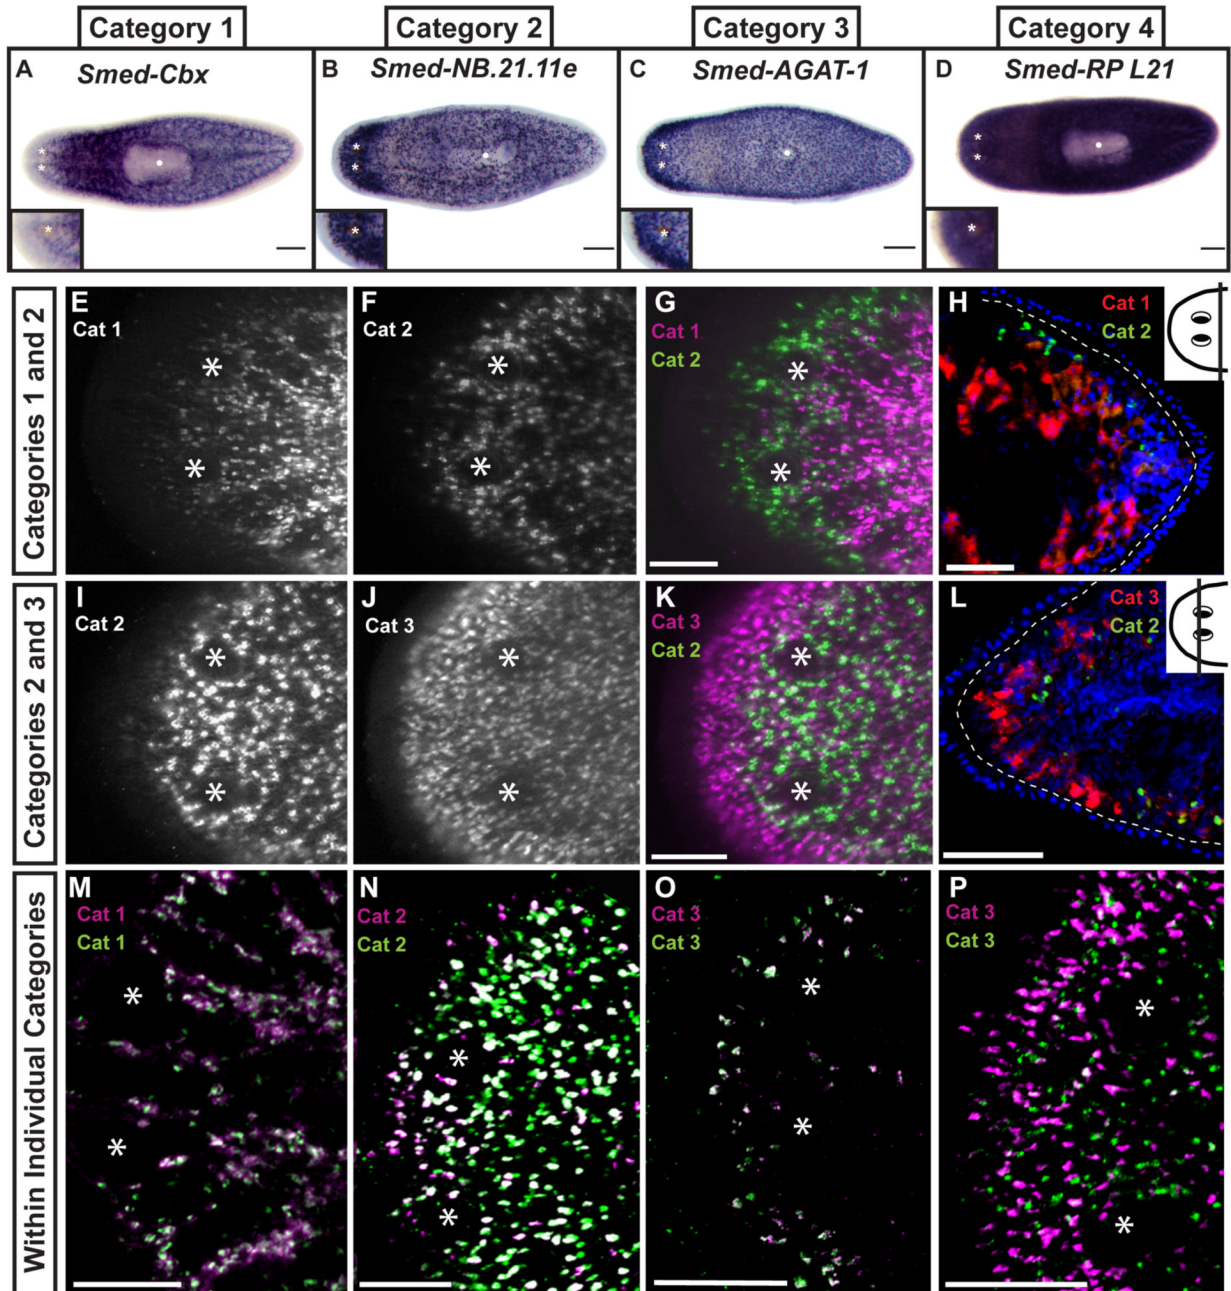 Category 1
Category 2
Category 3
Category 4
A
Smed-Cbx
B
Smed-NB.21.11e
C
Smed-AGAT-1
D
Smed-RP L21
*
*
*
*
*
*
*
*
*
*
*
*
Categories 1 and 2
E
Cat 1
*
*
F
Cat 2
*
*
G
Cat 1
Cat 2
*
*
H
Cat 1
Cat 2
Categories 2 and 3
I
Cat 2
*
*
J
Cat 3
*
*
K
Cat 3
Cat 2
*
*
L
Cat 3
Cat 2
Within Individual Categories
M
Cat 1
Cat 1
*
*
N
Cat 2
Cat 2
*
*
O
Cat 3
Cat 3
*
*
P
Cat 3
Cat 3
*
*